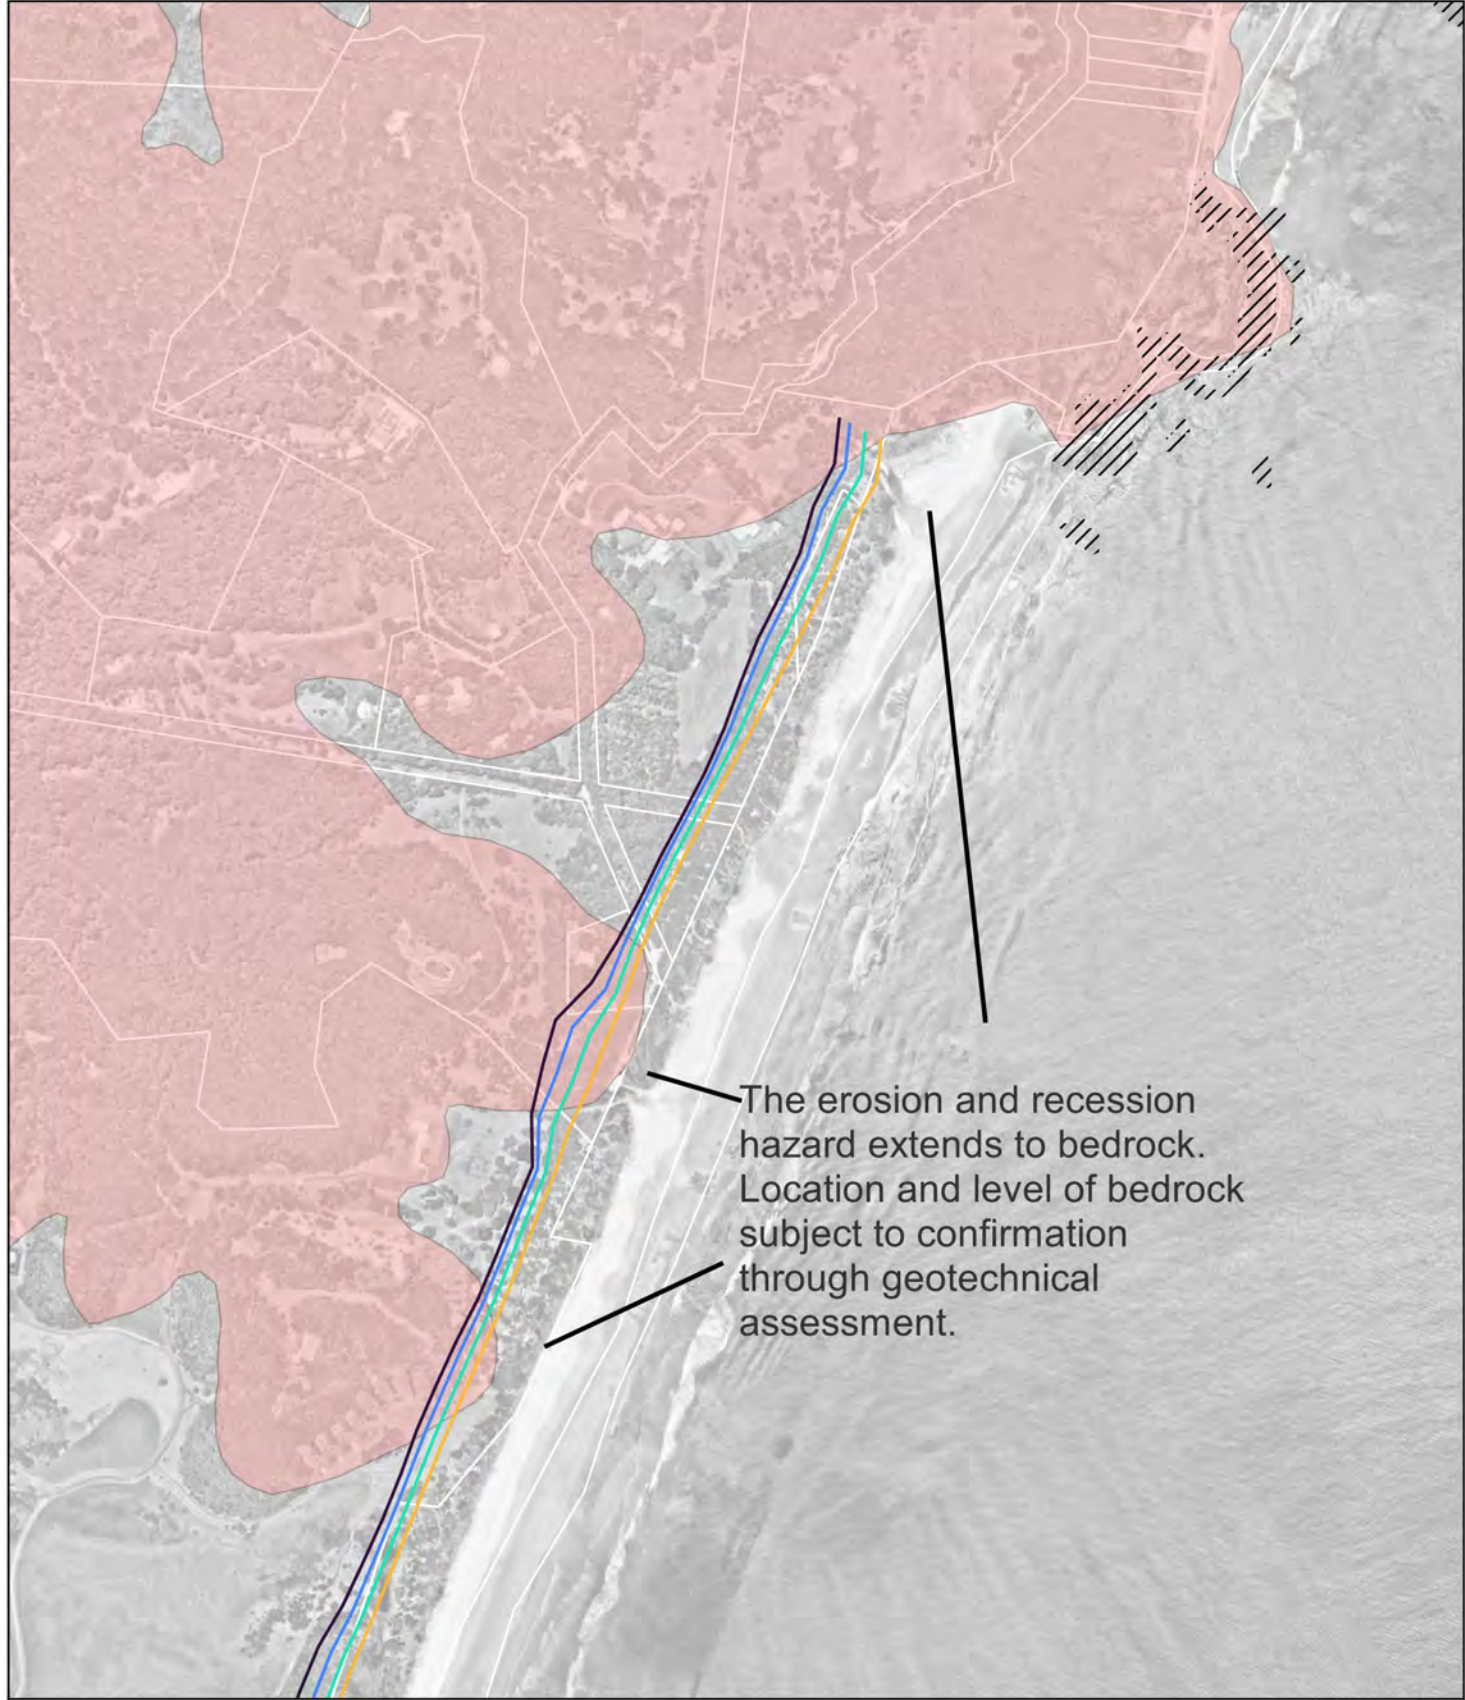 The erosion and recession
hazard extends to bedrock.
Location and level of bedrock
subject to confirmation
through geotechnical
assessment.